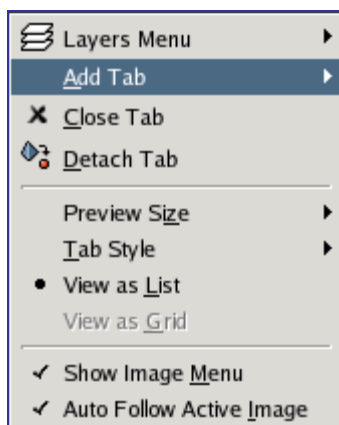 Layers Menu
Add Tab
Close Tab
Detach Tab
Preview Size
Tab Style
View as List
View as Grid
Show Image Menu
Auto Follow Active Image